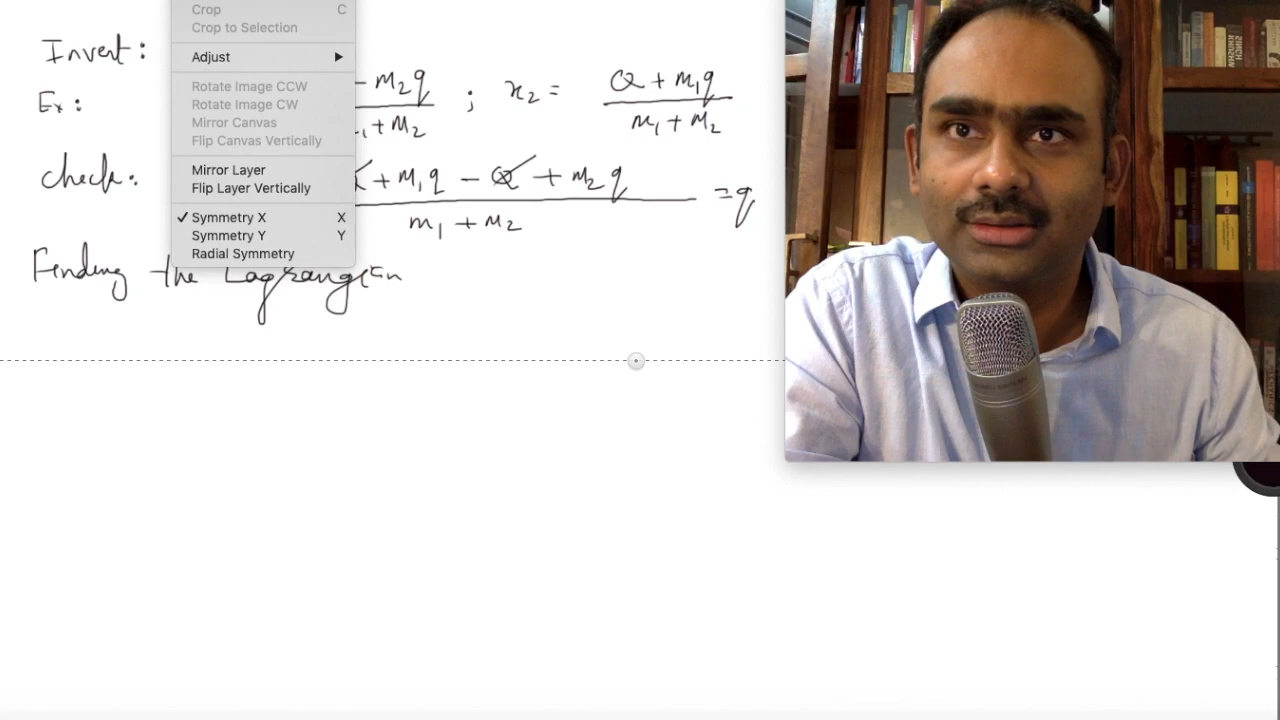 Crop C
Crop to Selection
Invert:
Adjust
Ex:
Rotate Image CCW
Rotate Image CW
Mirror Canvas
Flip Canvas Vertically
- m2q ; x2 = Q + m1q
1 + m2 m1 + m2
check:
Mirror Layer
Flip Layer Vertically
+ m1q - Q + m2q = q
m1 + m2
✓ Symmetry X X
Symmetry Y Y
Radial Symmetry
Finding the Lagrangian